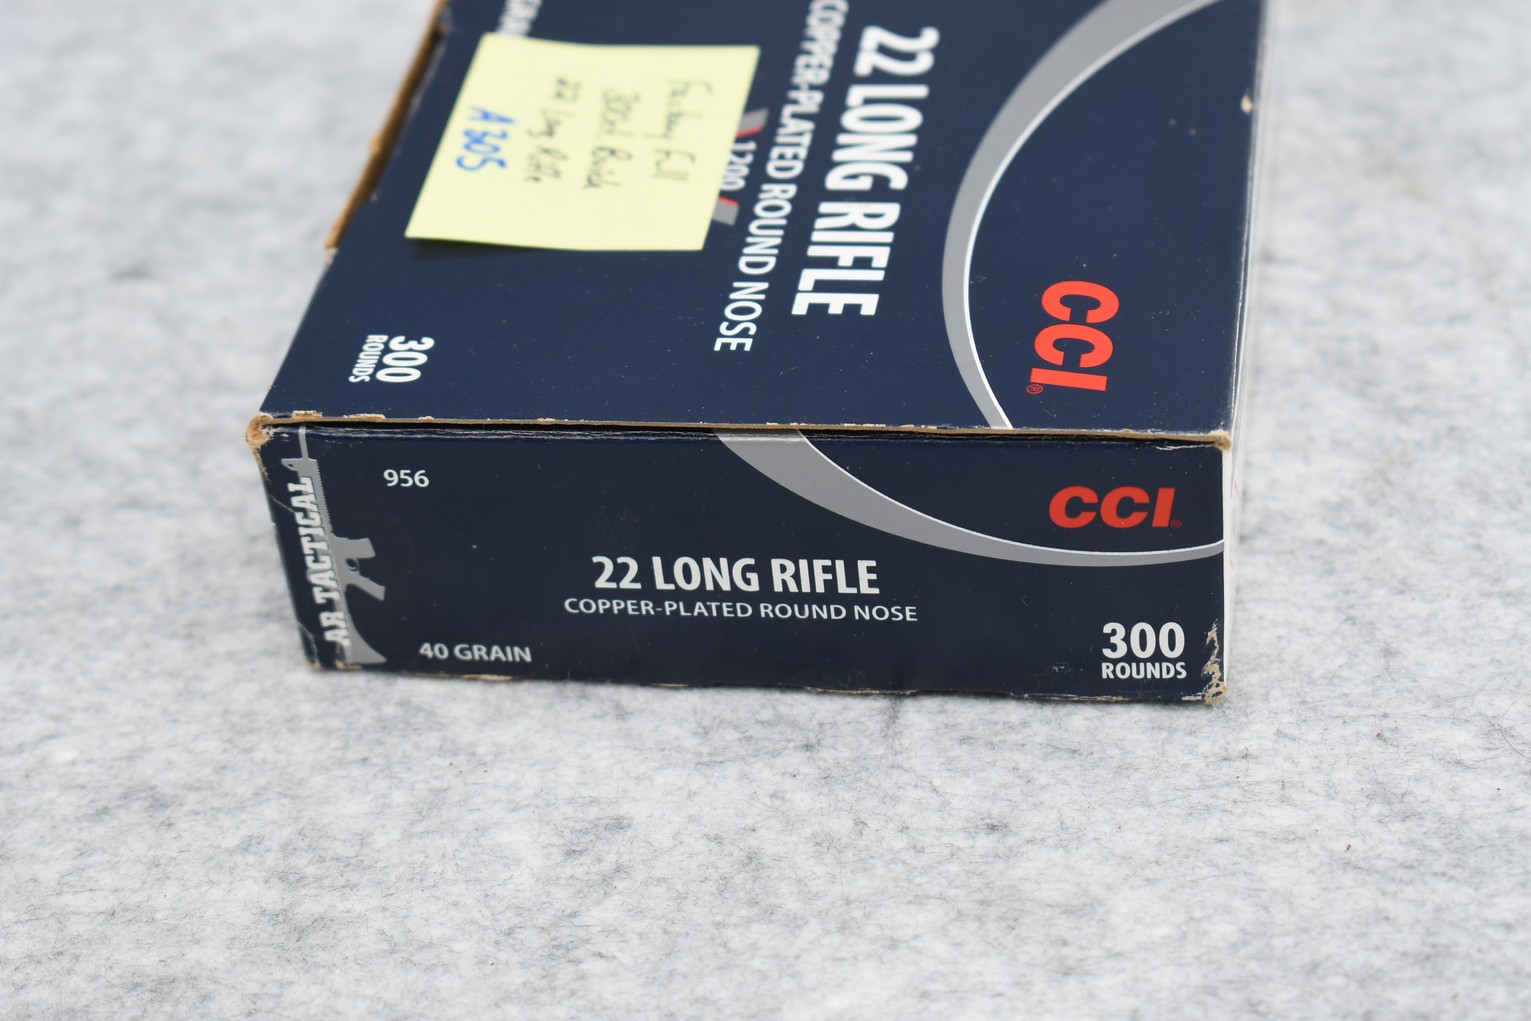 22 LONG RIFLE
COPPER-PLATED ROUND NOSE
1200
CCI®
300
ROUNDS
Factory Full
300ct. Brick
22 Long Rifle
A305
AR TACTICAL
956
CCI®
22 LONG RIFLE
COPPER-PLATED ROUND NOSE
40 GRAIN
300
ROUNDS